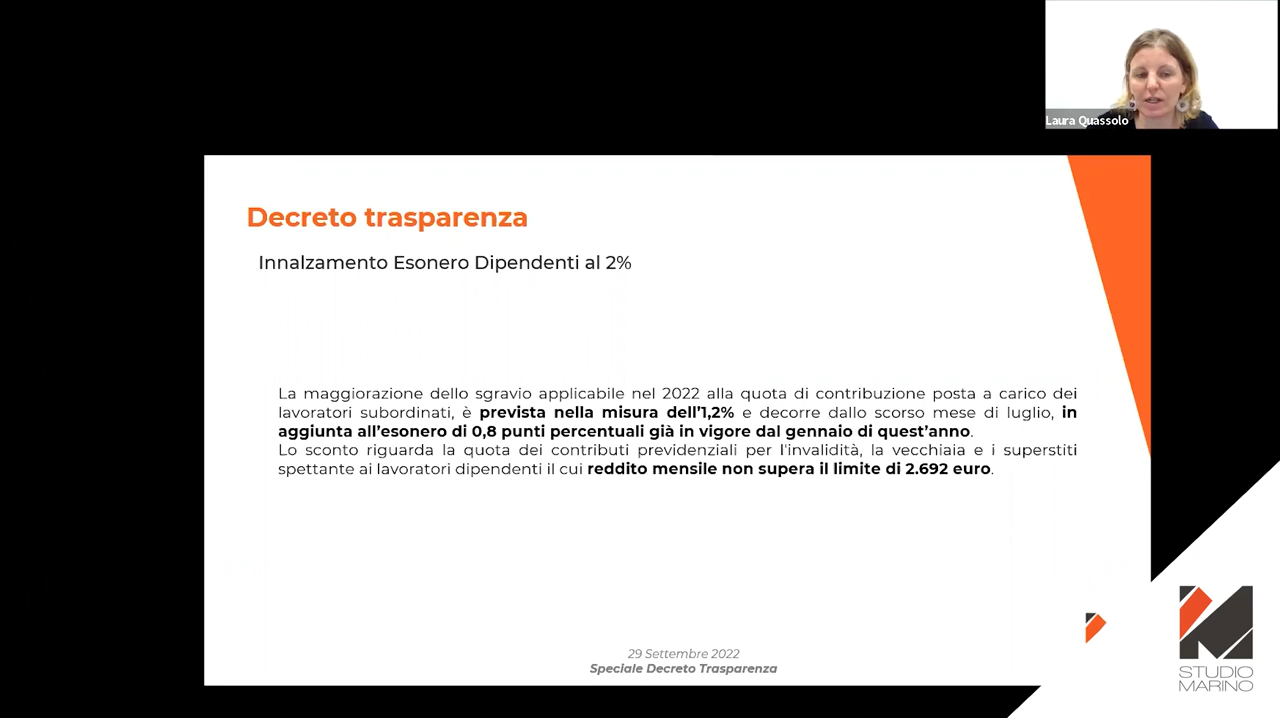 Laura Quassolo
Decreto trasparenza
Innalzamento Esonero Dipendenti al 2%
La maggiorazione dello sgravio applicabile nel 2022 alla quota di contribuzione posta a carico dei
lavoratori subordinati, è prevista nella misura dell'1,2% e decorre dallo scorso mese di luglio, in
aggiunta all'esonero di 0,8 punti percentuali già in vigore dal gennaio di quest'anno.
Lo sconto riguarda la quota dei contributi previdenziali per l'invalidità, la vecchiaia e i superstiti
spettante ai lavoratori dipendenti il cui reddito mensile non supera il limite di 2.692 euro.
29 Settembre 2022
Speciale Decreto Trasparenza
STUDIO
MARINO